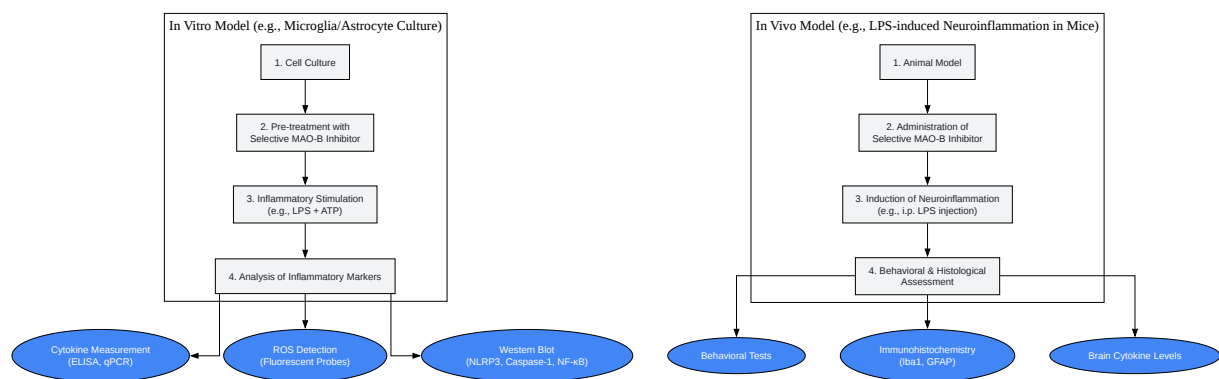 In Vitro Model (e.g., Microglia/Astrocyte Culture)
1. Cell Culture
2. Pre-treatment with
Selective MAO-B Inhibitor
3. Inflammatory Stimulation
(e.g., LPS + ATP)
4. Analysis of Inflammatory Markers
Cytokine Measurement
(ELISA, qPCR)
ROS Detection
(Fluorescent Probes)
Western Blot
(NLRP3, Caspase-1, NF-κB)
In Vivo Model (e.g., LPS-induced Neuroinflammation in Mice)
1. Animal Model
2. Administration of
Selective MAO-B Inhibitor
3. Induction of Neuroinflammation
(e.g., i.p. LPS injection)
4. Behavioral & Histological
Assessment
Behavioral Tests
Immunohistochemistry
(Iba1, GFAP)
Brain Cytokine Levels